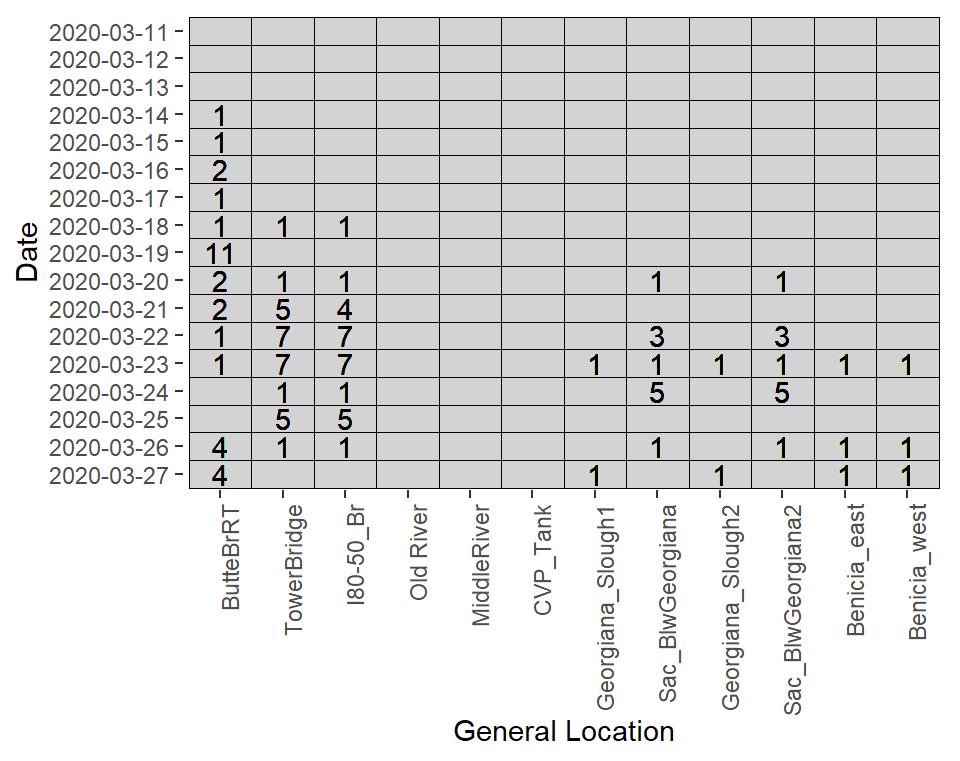 2020-03-11
2020-03-12
2020-03-13
2020-03-14 1
2020-03-15 1
2020-03-16 2
2020-03-17 1
2020-03-18 1 1 1
2020-03-19 11
2020-03-20 2 1 1 1 1
2020-03-21 2 5 4
2020-03-22 1 7 7 3 3
2020-03-23 1 7 7 1 1 1 1 1 1
2020-03-24 1 1 5 5
2020-03-25 5 5
2020-03-26 4 1 1 1 1 1 1
2020-03-27 4 1 1 1 1
Date
ButteBrRT
TowerBridge
I80-50_Br
Old River
MiddleRiver
CVP_Tank
Georgiana_Slough1
Sac_BlwGeorgiana
Georgiana_Slough2
Sac_BlwGeorgiana2
Benicia_east
Benicia_west
General Location